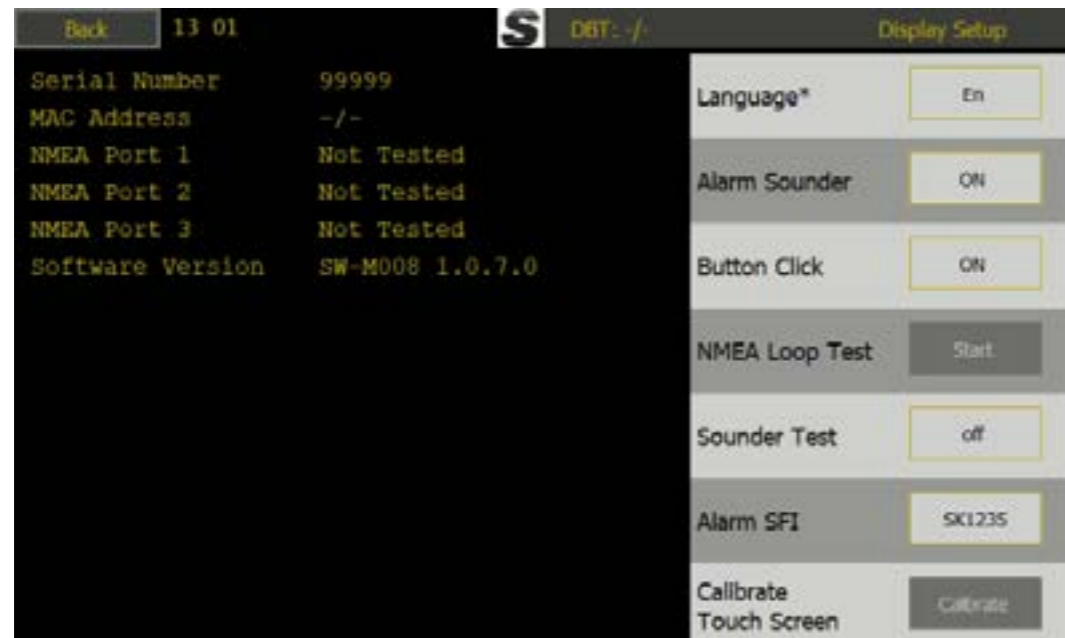 Back 13 01 S DBT: -/- Display Setup
Serial Number 99999
MAC Address -/-
NMEA Port 1 Not Tested
NMEA Port 2 Not Tested
NMEA Port 3 Not Tested
Software Version SW-M008 1.0.7.0
Language* En
Alarm Sounder ON
Button Click ON
NMEA Loop Test Start
Sounder Test off
Alarm SFI SK1235
Calibrate
Touch Screen
Calibrate